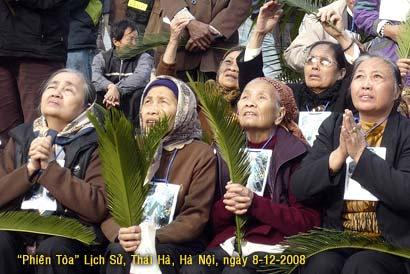 “Phiên Tòa” Lịch Sử, Thái Hà, Hà Nội, ngày 8-12-2008